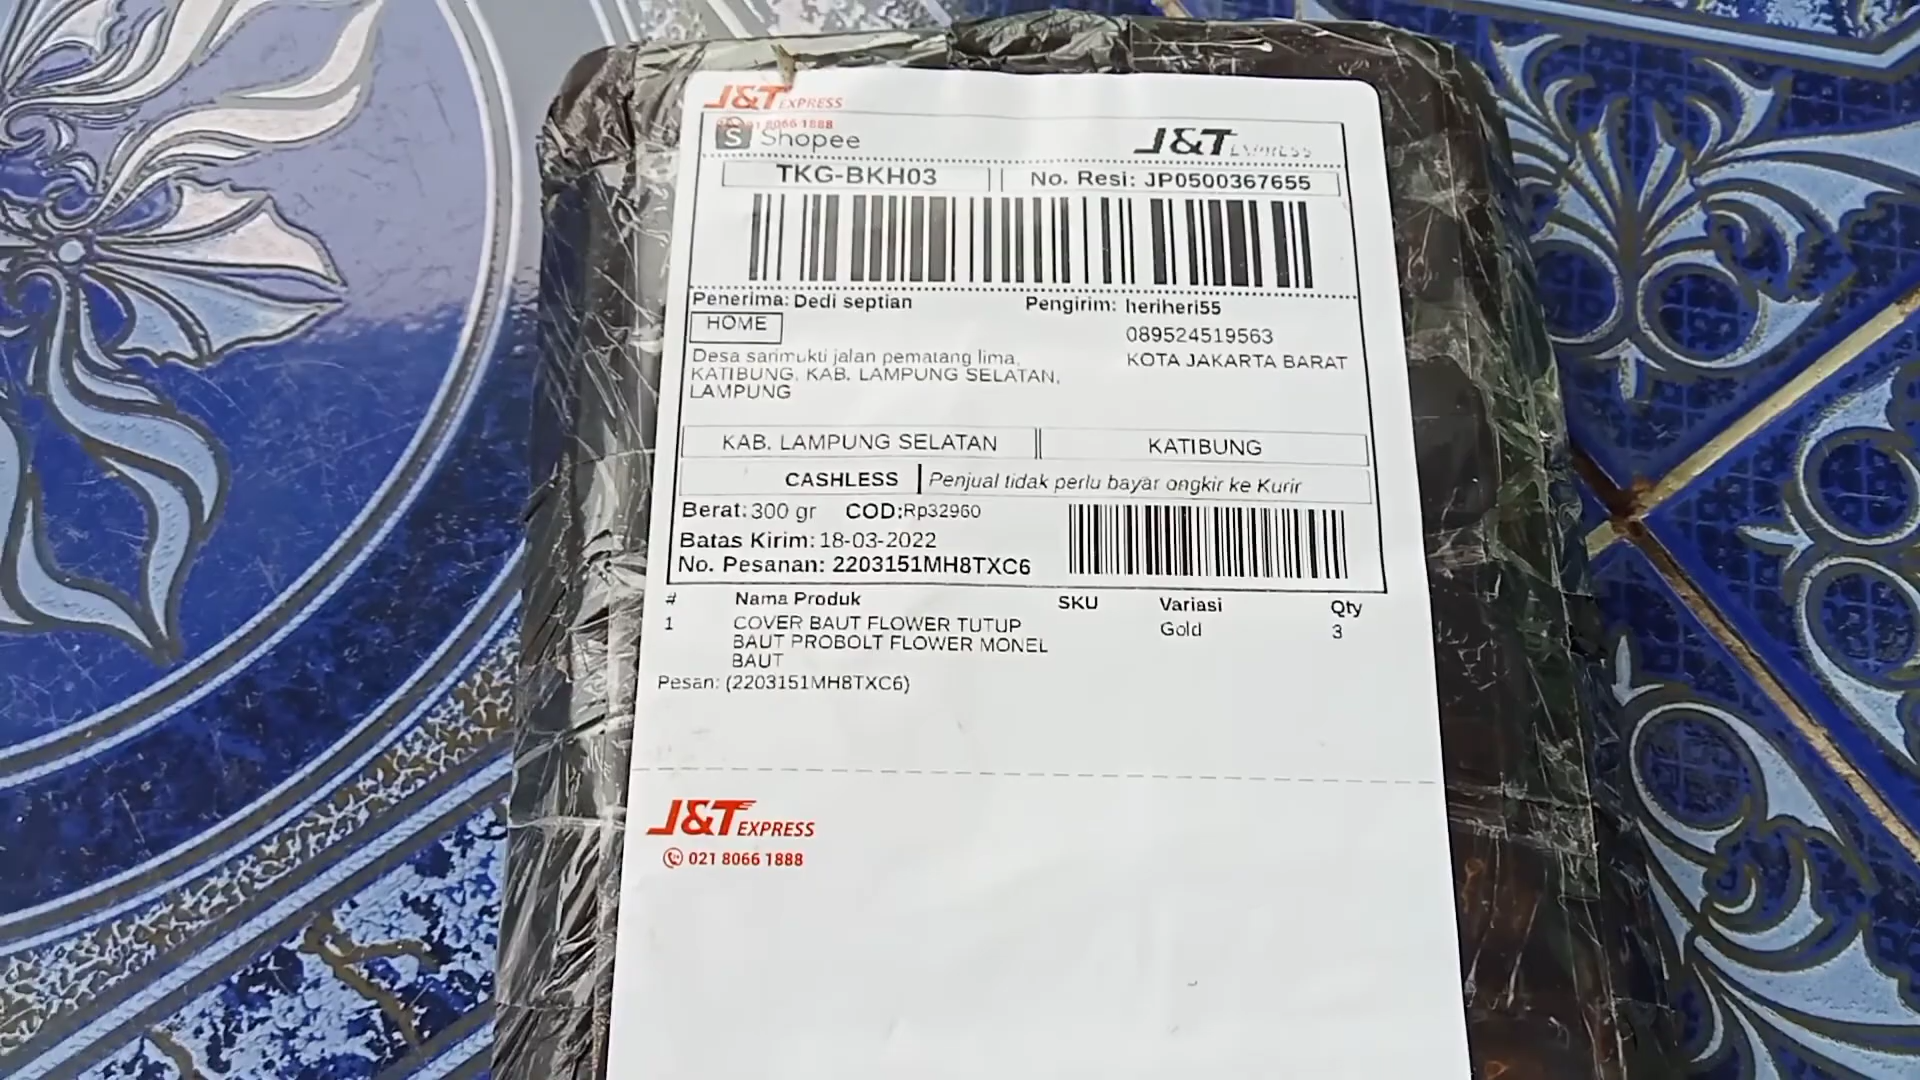 J&T EXPRESS
Shopee
J&T EXPRESS
TKG-BKH03
No. Resi: JP0500367655
Penerima: Dedi septian
Pengirim: heriheri55
HOME
089524519563
Desa sarimukti jalan pematang lima,
KOTA JAKARTA BARAT
KATIBUNG, KAB. LAMPUNG SELATAN,
LAMPUNG
KAB. LAMPUNG SELATAN
KATIBUNG
CASHLESS
Penjual tidak perlu bayar ongkir ke Kurir
Berat: 300 gr COD:Rp32960
Batas Kirim: 18-03-2022
No. Pesanan: 2203151MH8TXC6
# Nama Produk SKU Variasi Qty
1 COVER BAUT FLOWER TUTUP Gold 3
BAUT PROBOLT FLOWER MONEL
BAUT
Pesan: (2203151MH8TXC6)
J&T EXPRESS
021 8066 1888